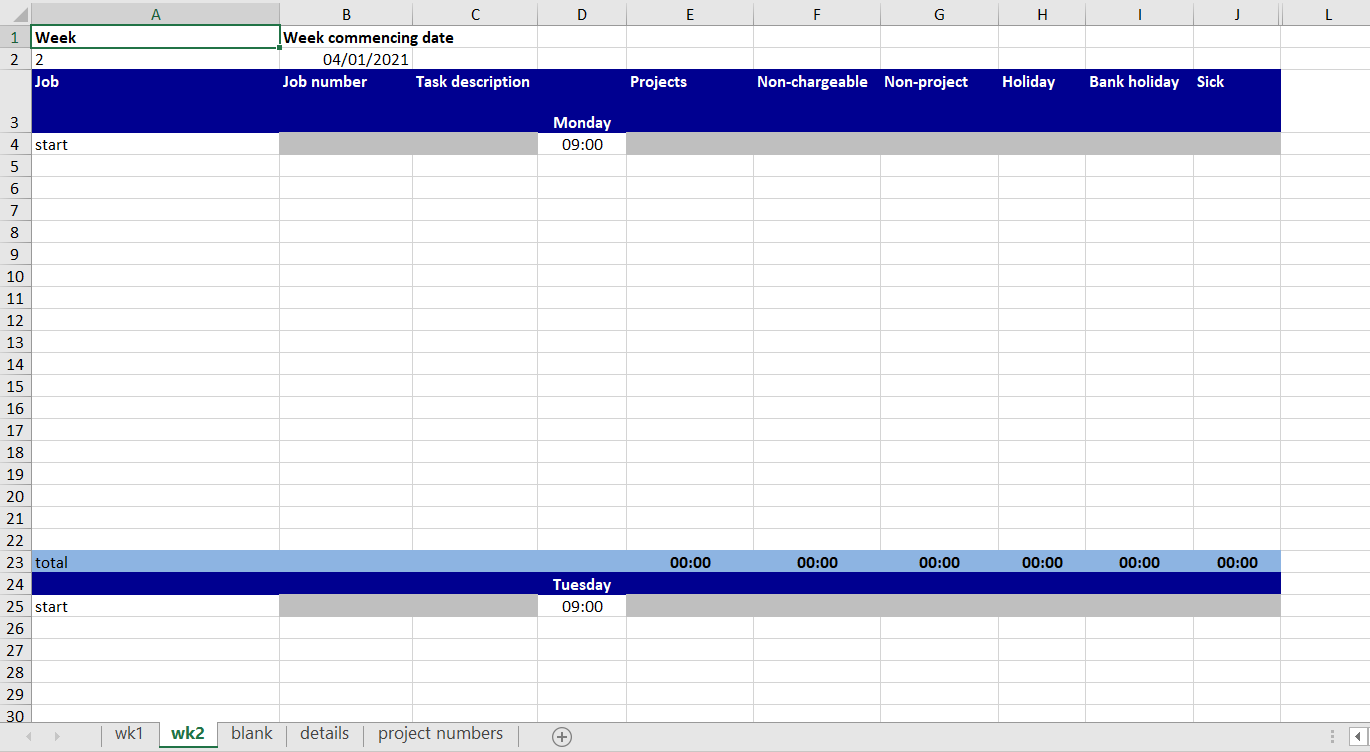 A B C D E F G H I J L
1 Week Week commencing date
2 2 04/01/2021
Job Job number Task description Projects Non-chargeable Non-project Holiday Bank holiday Sick
3 Monday
4 start 09:00
5
6
7
8
9
10
11
12
13
14
15
16
17
18
19
20
21
22
23 total 00:00 00:00 00:00 00:00 00:00 00:00
24 Tuesday
25 start 09:00
26
27
28
29
30
wk1 wk2 blank details project numbers